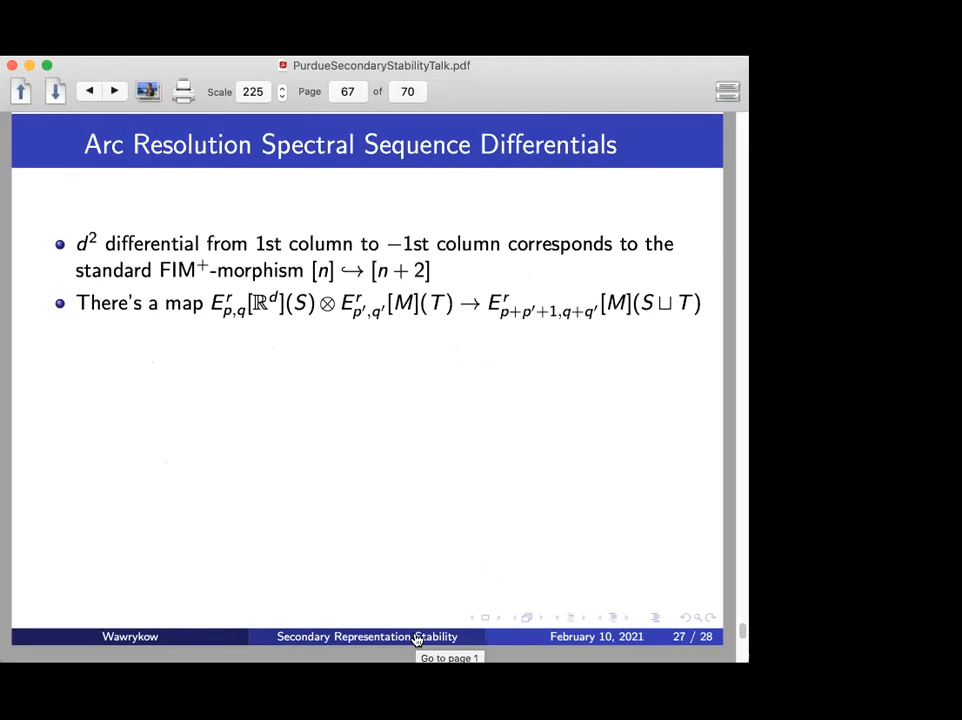 PurdueSecondaryStabilityTalk.pdf
Scale 225 Page 67 of 70
Arc Resolution Spectral Sequence Differentials
d² differential from 1st column to −1st column corresponds to the
standard FIM⁺-morphism [n] ↪ [n + 2]
There's a map E^r_{p,q}[ℝ^d](S) ⊗ E^r_{p′,q′}[M](T) → E^r_{p+p′+1,q+q′}[M](S ⊔ T)
Wawrykow Secondary Representation Stability February 10, 2021 27 / 28
Go to page 1